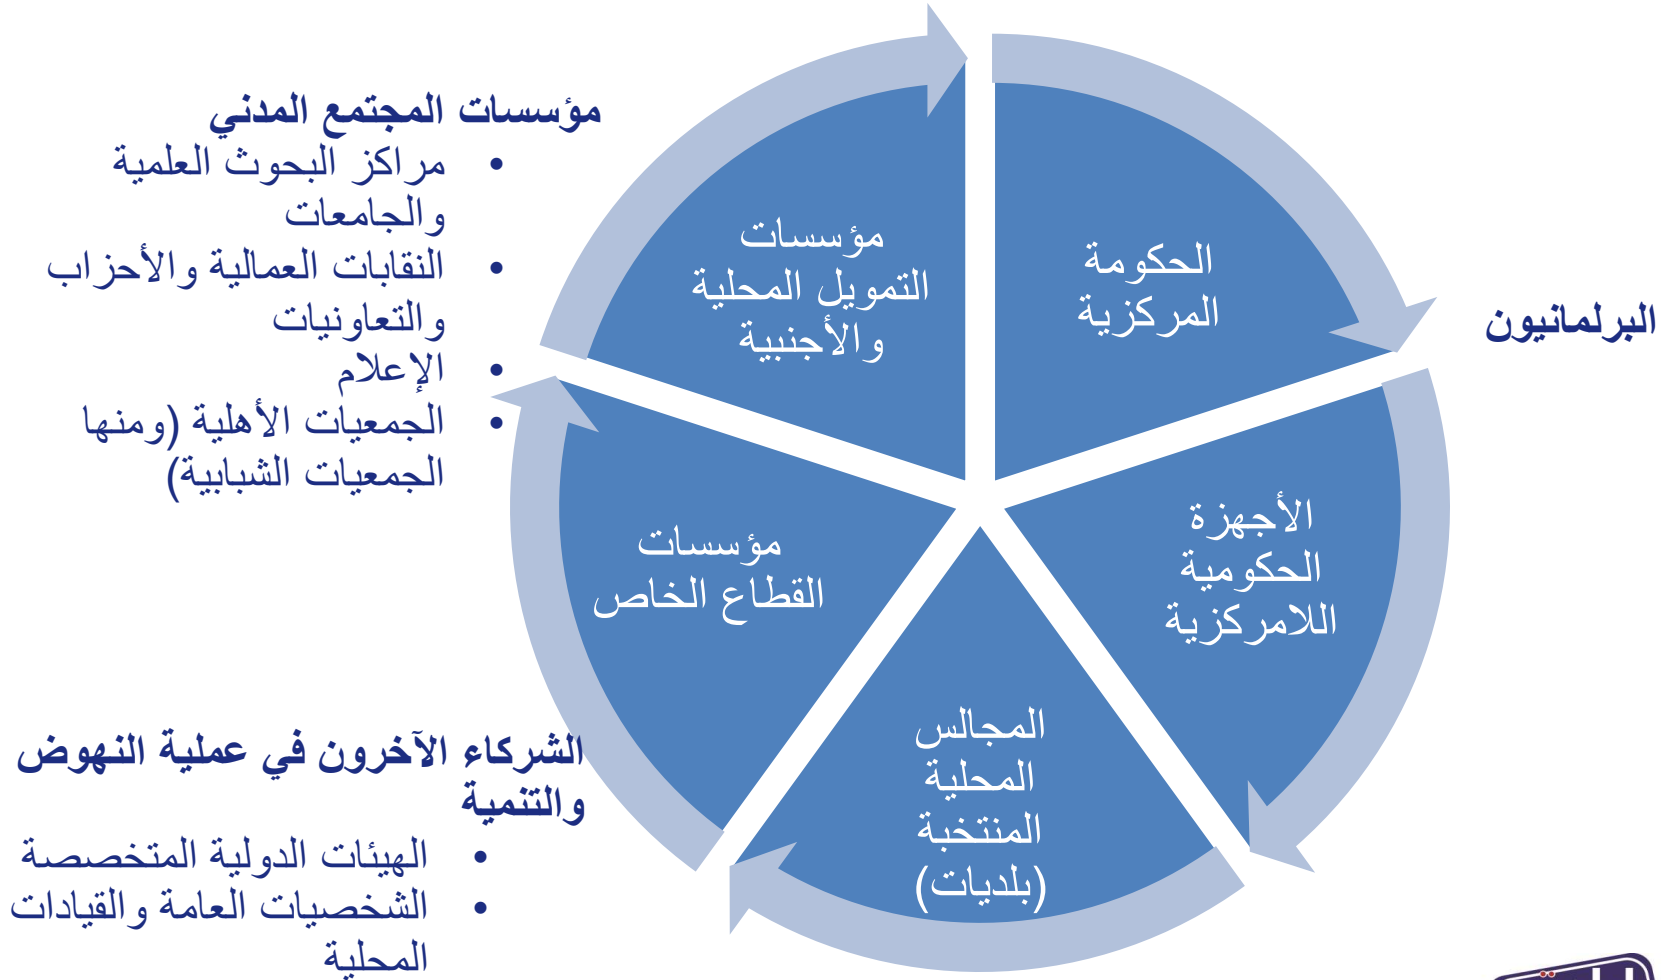 مؤسسات المجتمع المدني
• مراكز البحوث العلمية
والجامعات
• النقابات العمالية والأحزاب
والتعاونيات
• الإعلام
• الجمعيات الأهلية (ومنها
الجمعيات الشبابية)
الشركاء الآخرون في عملية النهوض
والتنمية
• الهيئات الدولية المتخصصة
• الشخصيات العامة والقيادات
المحلية
الحكومة
المركزية
الأجهزة
الحكومية
اللامركزية
المجالس
المحلية
المنتخبة
(بلديات)
مؤسسات
القطاع الخاص
مؤسسات
التمويل المحلية
والأجنبية
البرلمانيون